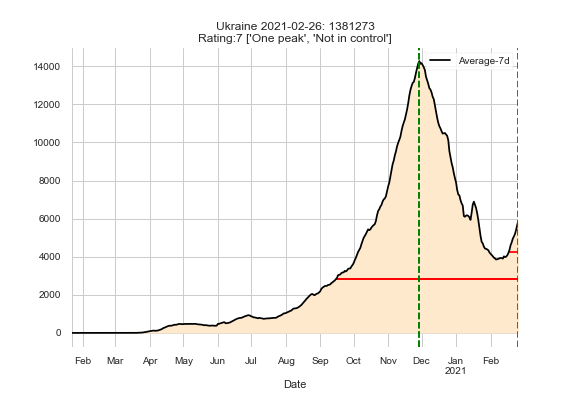 Ukraine 2021-02-26: 1381273
Rating:7 ['One peak', 'Not in control']
Average-7d
14000
12000
10000
8000
6000
4000
2000
0
Feb Mar Apr May Jun Jul Aug Sep Oct Nov Dec Jan Feb
2021
Date